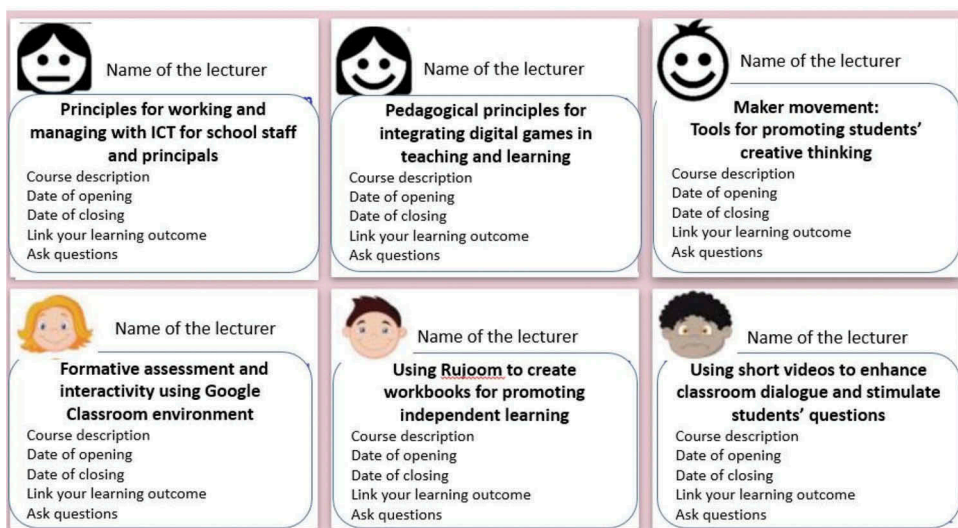 Name of the lecturer
Principles for working and
managing with ICT for school staff
and principals
Course description
Date of opening
Date of closing
Link your learning outcome
Ask questions
Name of the lecturer
Pedagogical principles for
integrating digital games in
teaching and learning
Course description
Date of opening
Date of closing
Link your learning outcome
Ask questions
Name of the lecturer
Maker movement:
Tools for promoting students’
creative thinking
Course description
Date of opening
Date of closing
Link your learning outcome
Ask questions
Name of the lecturer
Formative assessment and
interactivity using Google
Classroom environment
Course description
Date of opening
Date of closing
Link your learning outcome
Ask questions
Name of the lecturer
Using Rujoom to create
workbooks for promoting
independent learning
Course description
Date of opening
Date of closing
Link your learning outcome
Ask questions
Name of the lecturer
Using short videos to enhance
classroom dialogue and stimulate
students’ questions
Course description
Date of opening
Date of closing
Link your learning outcome
Ask questions